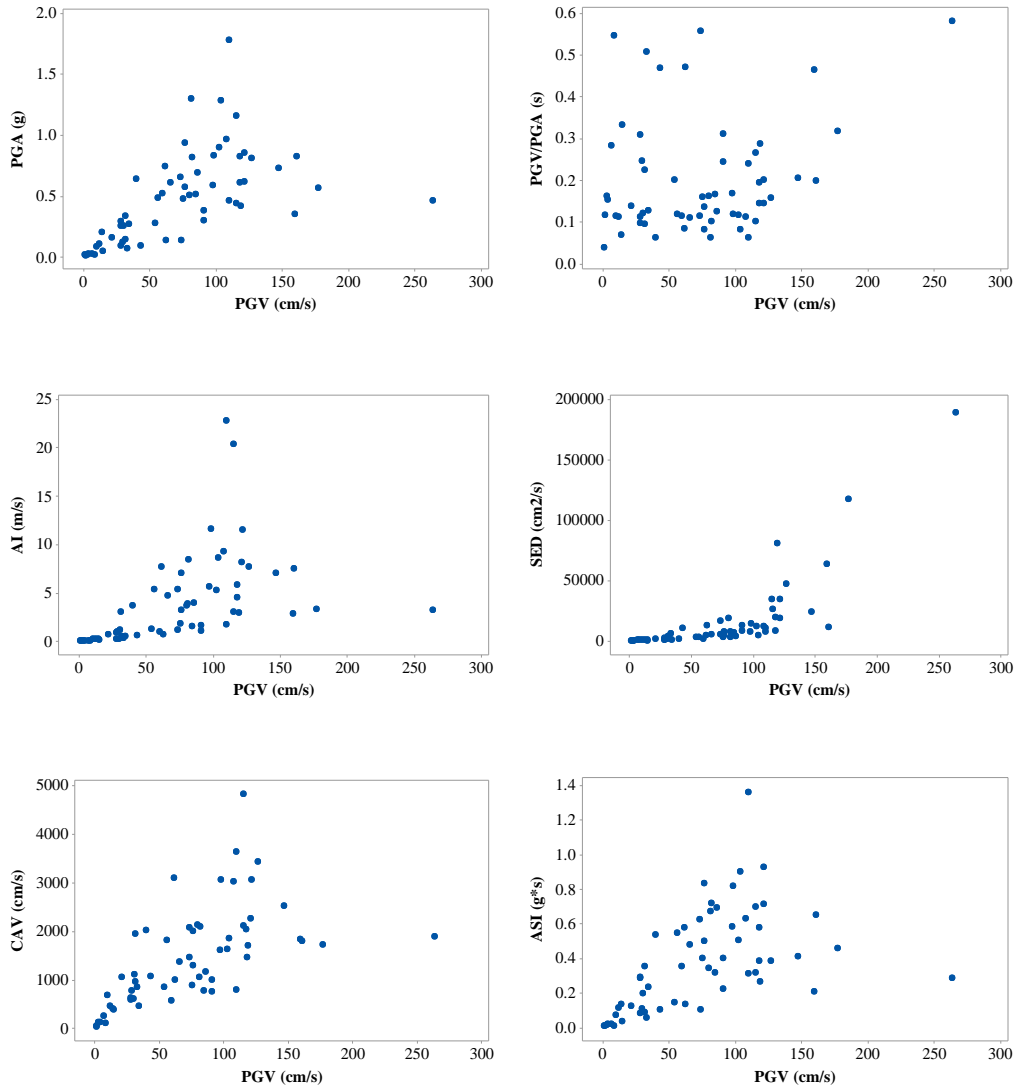 2.0
1.5
1.0
0.5
0.0
PGA (g)
0 50 100 150 200 250 300
PGV (cm/s)
0.6
0.5
0.4
0.3
0.2
0.1
0.0
PGV/PGA (s)
0 50 100 150 200 250 300
PGV (cm/s)
25
20
15
10
5
0
AI (m/s)
0 50 100 150 200 250 300
PGV (cm/s)
200000
150000
100000
50000
0
SED (cm2/s)
0 50 100 150 200 250 300
PGV (cm/s)
5000
4000
3000
2000
1000
0
CAV (cm/s)
0 50 100 150 200 250 300
PGV (cm/s)
1.4
1.2
1.0
0.8
0.6
0.4
0.2
0.0
ASI (g*s)
0 50 100 150 200 250 300
PGV (cm/s)